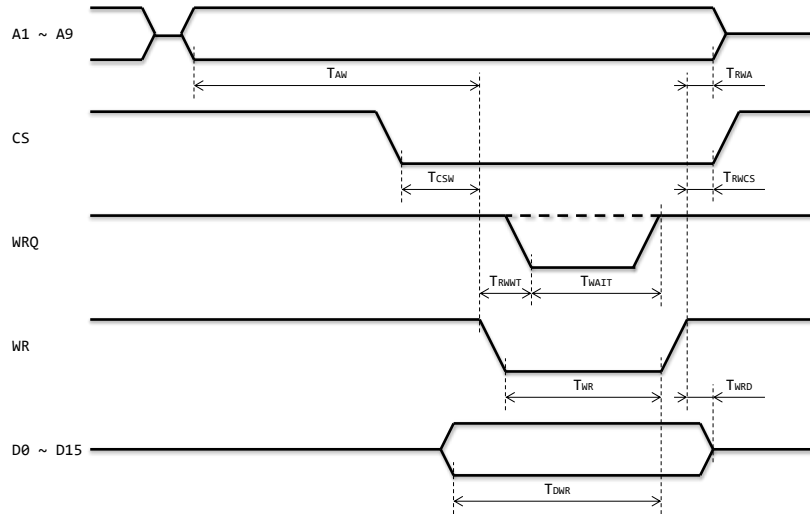 A1 ~ A9
TAW
TRWA
CS
TCSW
TRWCS
WRQ
TRWWT
TWAIT
WR
TWR
TWRD
D0 ~ D15
TDWR